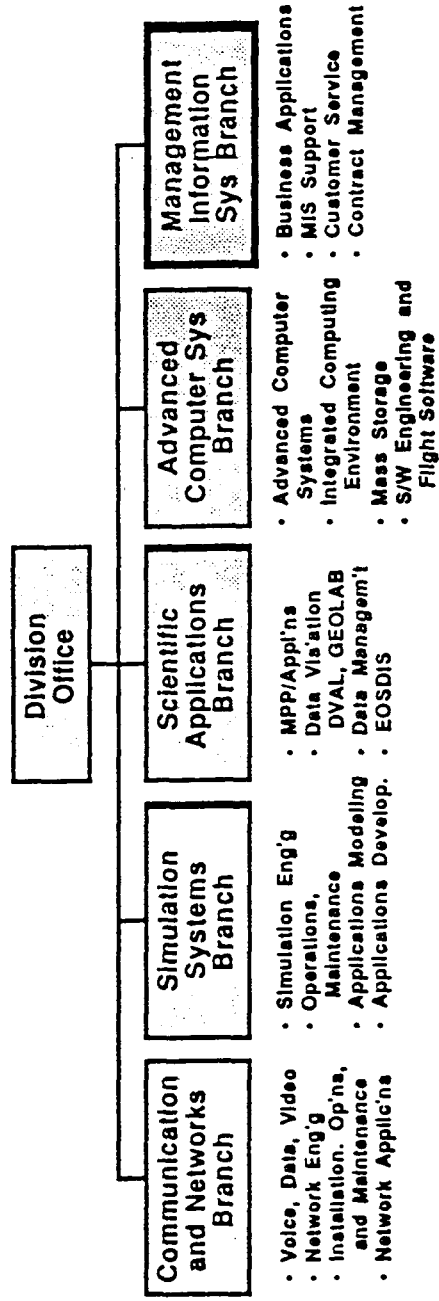 Division
Office
Communication
and Networks
Branch
• Voice, Data, Video
• Network Eng'g
• Installation. Op'ns,
and Maintenance
• Network Applic'ns
Simulation
Systems
Branch
• Simulation Eng'g
• Operations,
Maintenance
• Applications Modeling
• Applications Develop.
Scientific
Applications
Branch
• MPP/Appl'ns
• Data Vis'ation
DVAL, GEOLAB
• Data Managem't
• EOSDIS
Advanced
Computer Sys
Branch
• Advanced Computer
Systems
• Integrated Computing
Environment
• Mass Storage
• S/W Engineering and
Flight Software
Management
Information
Sys Branch
• Business Applications
• MIS Support
• Customer Service
• Contract Management